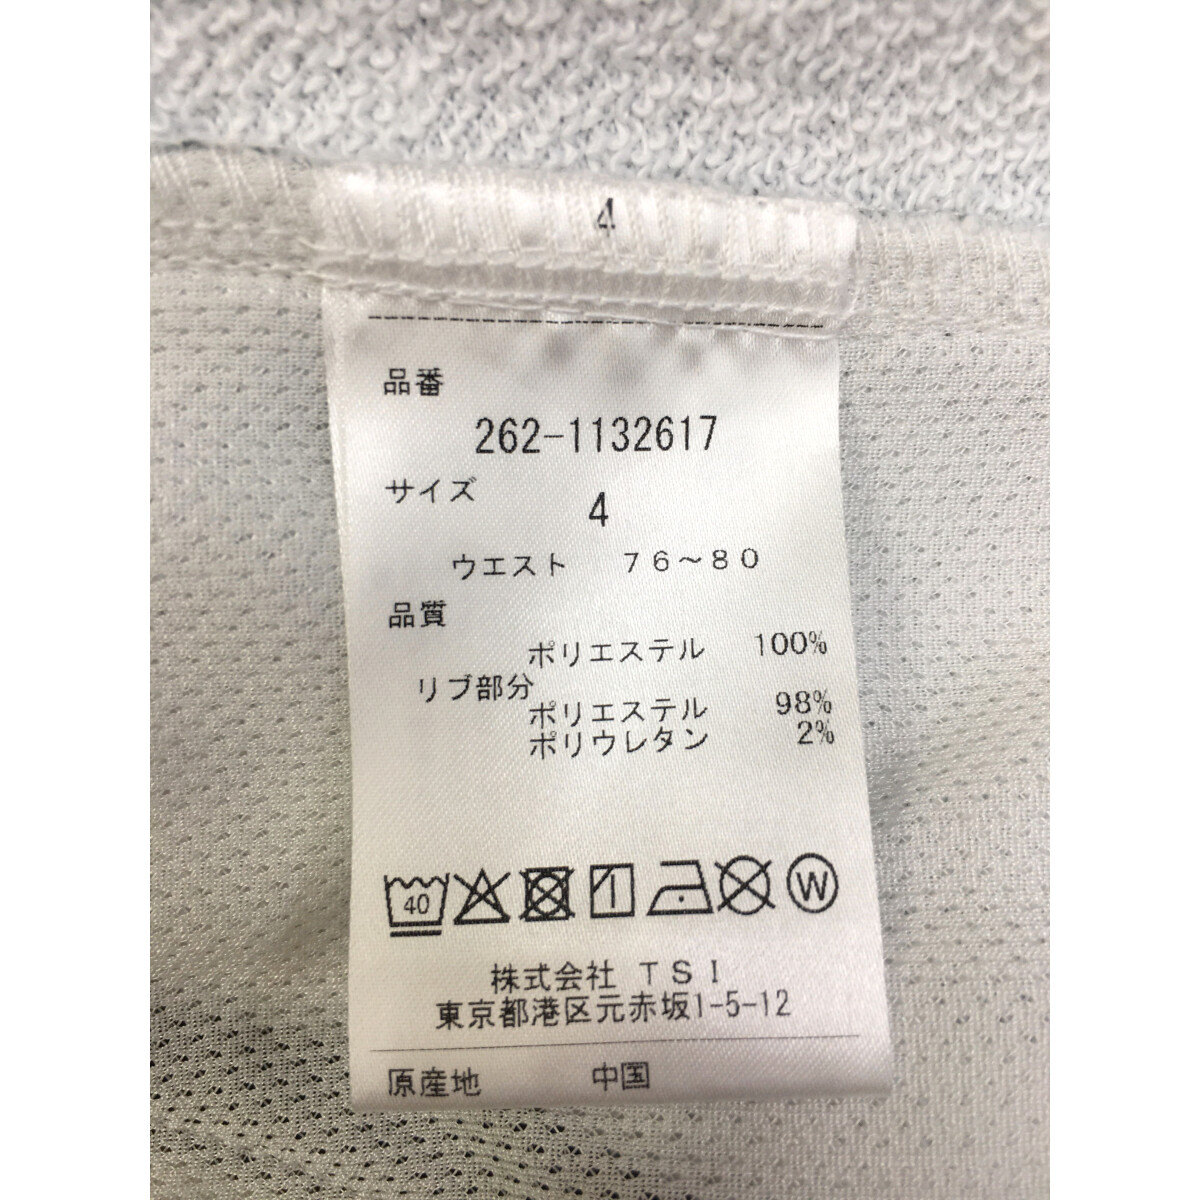 4
品番
262-1132617
サイズ
4
ウエスト 76～80
品質
ポリエステル 100%
リブ部分
ポリエステル 98%
ポリウレタン 2%
40 W
株式会社 TSI
東京都港区元赤坂1-5-12
原産地 中国